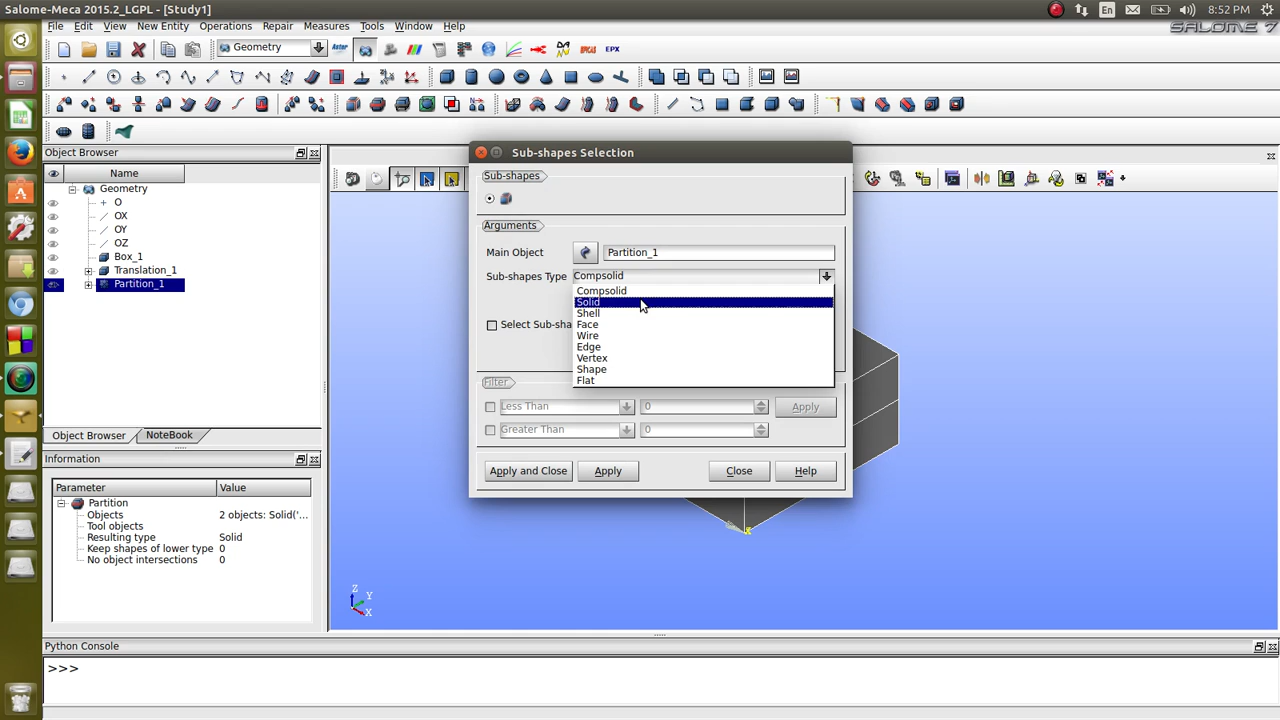 Salome-Meca 2015.2_LGPL - [Study1]
En
8:52 PM
File Edit View New Entity Operations Repair Measures Tools Window Help
SALOME 7
Geometry
Aster
EPX
Object Browser
Name
Geometry
O
OX
OY
OZ
Box_1
Translation_1
Partition_1
Object Browser
NoteBook
Information
Parameter Value
Partition
Objects 2 objects: Solid('...
Tool objects
Resulting type Solid
Keep shapes of lower type 0
No object intersections 0
Sub-shapes Selection
Sub-shapes
Arguments
Main Object Partition_1
Sub-shapes Type Compsolid
Compsolid
Solid
Shell
Face
Wire
Edge
Vertex
Shape
Flat
Select Sub-sha
Filter
Less Than 0 Apply
Greater Than 0
Apply and Close Apply Close Help
X
Z
Y
X
Python Console
>>>